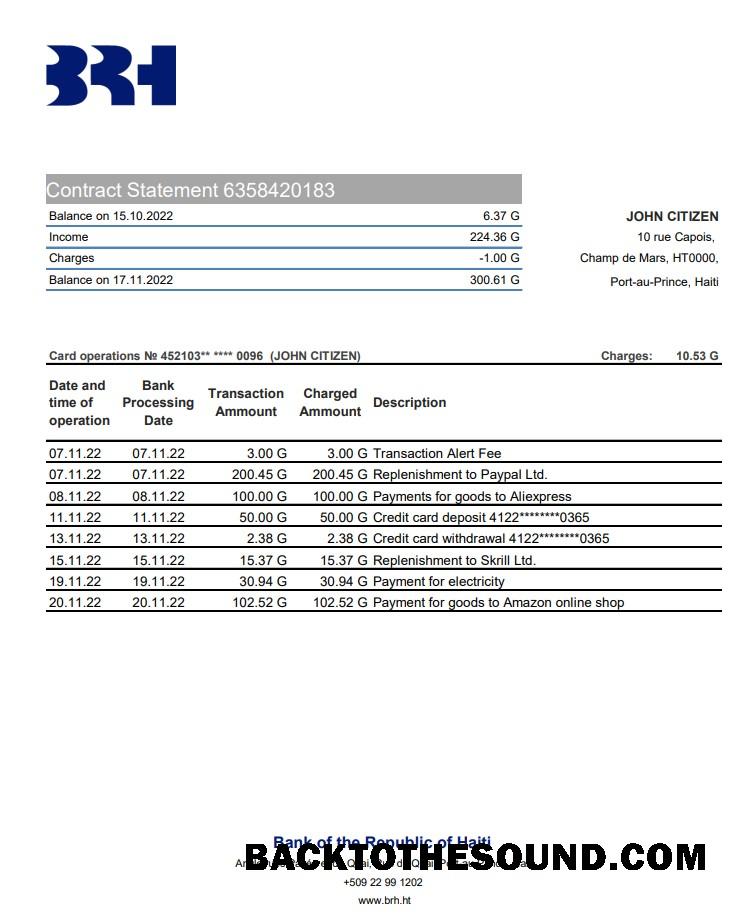 BRH
Contract Statement 6358420183
Balance on 15.10.2022 6.37 G
Income 224.36 G
Charges -1.00 G
Balance on 17.11.2022 300.61 G
JOHN CITIZEN
10 rue Capois,
Champ de Mars, HT0000,
Port-au-Prince, Haiti
Card operations № 452103** **** 0096 (JOHN CITIZEN) Charges: 10.53 G
Date and time of operation Bank Processing Date Transaction Ammount Charged Ammount Description
07.11.22 07.11.22 3.00 G 3.00 G Transaction Alert Fee
07.11.22 07.11.22 200.45 G 200.45 G Replenishment to Paypal Ltd.
08.11.22 08.11.22 100.00 G 100.00 G Payments for goods to Aliexpress
11.11.22 11.11.22 50.00 G 50.00 G Credit card deposit 4122********0365
13.11.22 13.11.22 2.38 G 2.38 G Credit card withdrawal 4122********0365
15.11.22 15.11.22 15.37 G 15.37 G Replenishment to Skrill Ltd.
19.11.22 19.11.22 30.94 G 30.94 G Payment for electricity
20.11.22 20.11.22 102.52 G 102.52 G Payment for goods to Amazon online shop
Bank of the Republic of Haiti
BACKTOTHESOUND.COM
+509 22 99 1202
www.brh.ht